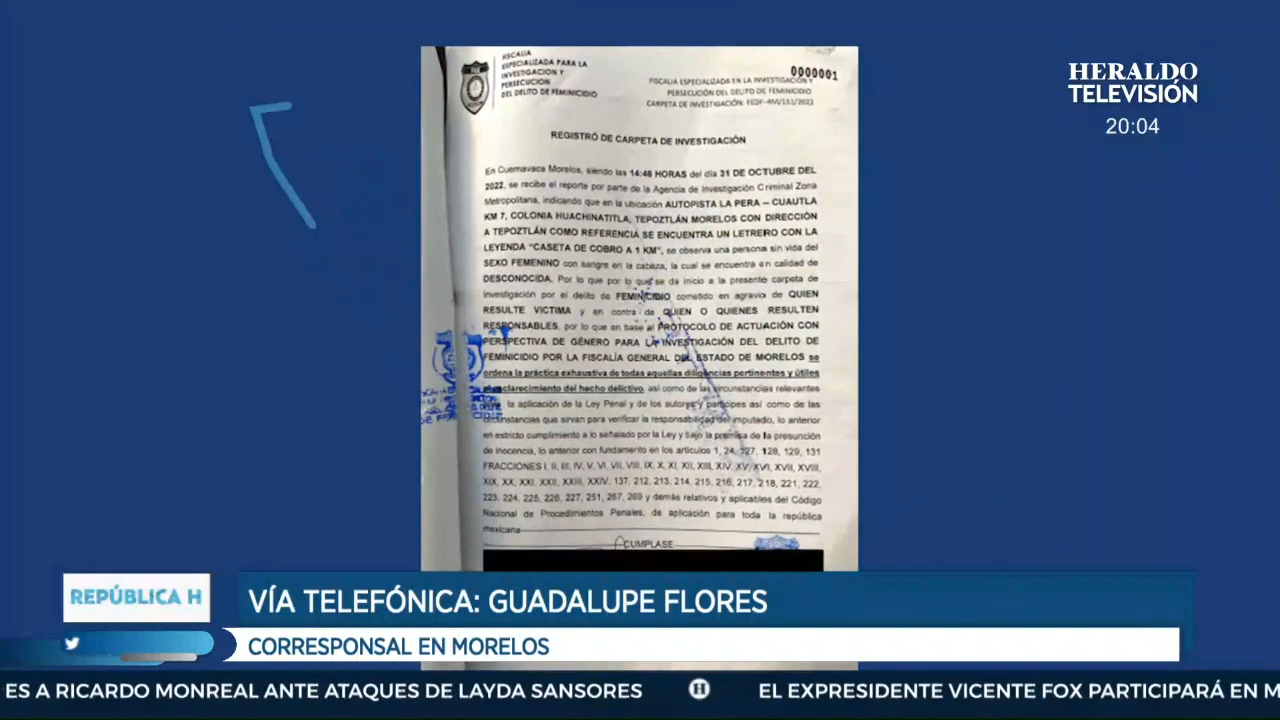 FISCALIA
ESPECIALIZADA PARA LA
INVESTIGACION Y
PERSECUCION
DEL DELITO DE FEMINICIDIO
0000001
FISCALIA ESPECIALIZADA EN LA INVESTIGACIÓN Y
PERSECUCIÓN DEL DELITO DE FEMINICIDIO
CARPETA DE INVESTIGACIÓN: FEDF-RM/151/2022
HERALDO
TELEVISIÓN
20:04
REGISTRÓ DE CARPETA DE INVESTIGACIÓN
En Cuernavaca Morelos, siendo las 14:46 HORAS del día 31 DE OCTUBRE DEL
2022, se recibe el reporte por parte de la Agencia de Investigación Criminal Zona
Metropolitana, indicando que en la ubicación AUTOPISTA LA PERA – CUAUTLA
KM 7, COLONIA HUACHINATITLA, TEPOZTLÁN MORELOS CON DIRECCIÓN
A TEPOZTLÁN COMO REFERENCIA SE ENCUENTRA UN LETRERO CON LA
LEYENDA "CASETA DE COBRO A 1 KM", se observa una persona sin vida del
SEXO FEMENINO con sangre en la cabeza, la cual se encuentra en calidad de
DESCONOCIDA. Por lo que por lo que se da inicio a la presente carpeta de
Investigación por el delito de FEMINICIDIO cometido en agravio de QUIEN
RESULTE VICTIMA y en contra de QUIEN O QUIENES RESULTEN
RESPONSABLES, por lo que en base al PROTOCOLO DE ACTUACIÓN CON
PERSPECTIVA DE GÉNERO PARA LA INVESTIGACIÓN DEL DELITO DE
FEMINICIDIO POR LA FISCALÍA GENERAL DEL ESTADO DE MORELOS se
ordena la práctica exhaustiva de todas aquellas diligencias pertinentes y útiles
esclarecimiento del hecho delictivo, así como de las circunstancias relevantes
la aplicación de la Ley Penal y de los autores y partícipes así como de las
circunstancias que sirvan para verificar la responsabilidad del imputado, lo anterior
en estricto cumplimiento a lo señalado por la Ley y bajo la premisa de la presunción
de inocencia, lo anterior con fundamento en los artículos 1, 24, 127, 128, 129, 131
FRACCIONES I, II, III, IV, V, VI, VII, VIII, IX, X, XI, XII, XIII, XIV, XV, XVI, XVII, XVIII,
XIX, XX, XXI, XXII, XXIII, XXIV, 137, 212, 213, 214, 215, 216, 217, 218, 221, 222,
223, 224, 225, 226, 227, 251, 267, 269 y demás relativos y aplicables del Código
Nacional de Procedimientos Penales, de aplicación para toda la república
mexicana
CUMPLASE
REPÚBLICA H
VÍA TELEFÓNICA: GUADALUPE FLORES
CORRESPONSAL EN MORELOS
ES A RICARDO MONREAL ANTE ATAQUES DE LAYDA SANSORES
EL EXPRESIDENTE VICENTE FOX PARTICIPARÁ EN M